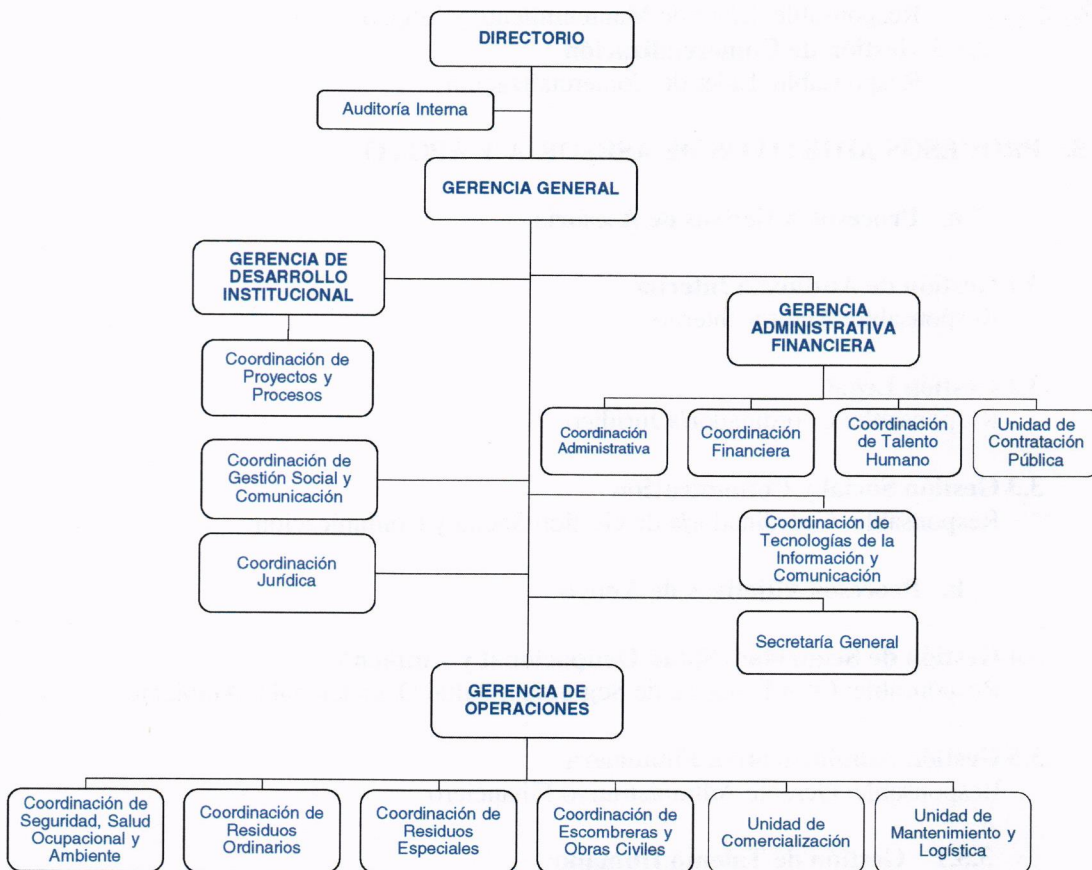 DIRECTORIO
Auditoría Interna
GERENCIA GENERAL
GERENCIA DE
DESARROLLO
INSTITUCIONAL
GERENCIA
ADMINISTRATIVA
FINANCIERA
Coordinación de
Proyectos y
Procesos
Coordinación
Administrativa
Coordinación
Financiera
Coordinación
de Talento
Humano
Unidad de
Contratación
Pública
Coordinación de
Gestión Social y
Comunicación
Coordinación de
Tecnologías de la
Información y
Comunicación
Coordinación
Jurídica
Secretaría General
GERENCIA DE
OPERACIONES
Coordinación de
Seguridad, Salud
Ocupacional y
Ambiente
Coordinación de
Residuos
Ordinarios
Coordinación de
Residuos
Especiales
Coordinación de
Escombreras y
Obras Civiles
Unidad de
Comercialización
Unidad de
Mantenimiento y
Logística